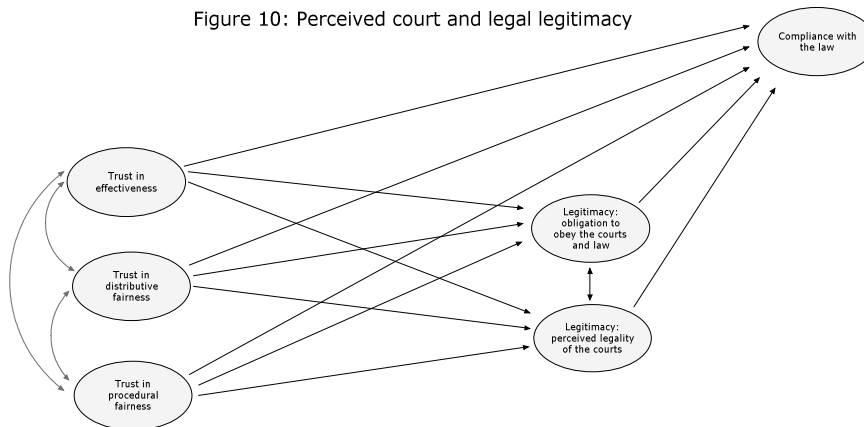 Figure 10: Perceived court and legal legitimacy
Compliance with
the law
Trust in
effectiveness
Legitimacy:
obligation to
obey the courts
and law
Trust in
distributive
fairness
Legitimacy:
perceived legality
of the courts
Trust in
procedural
fairness